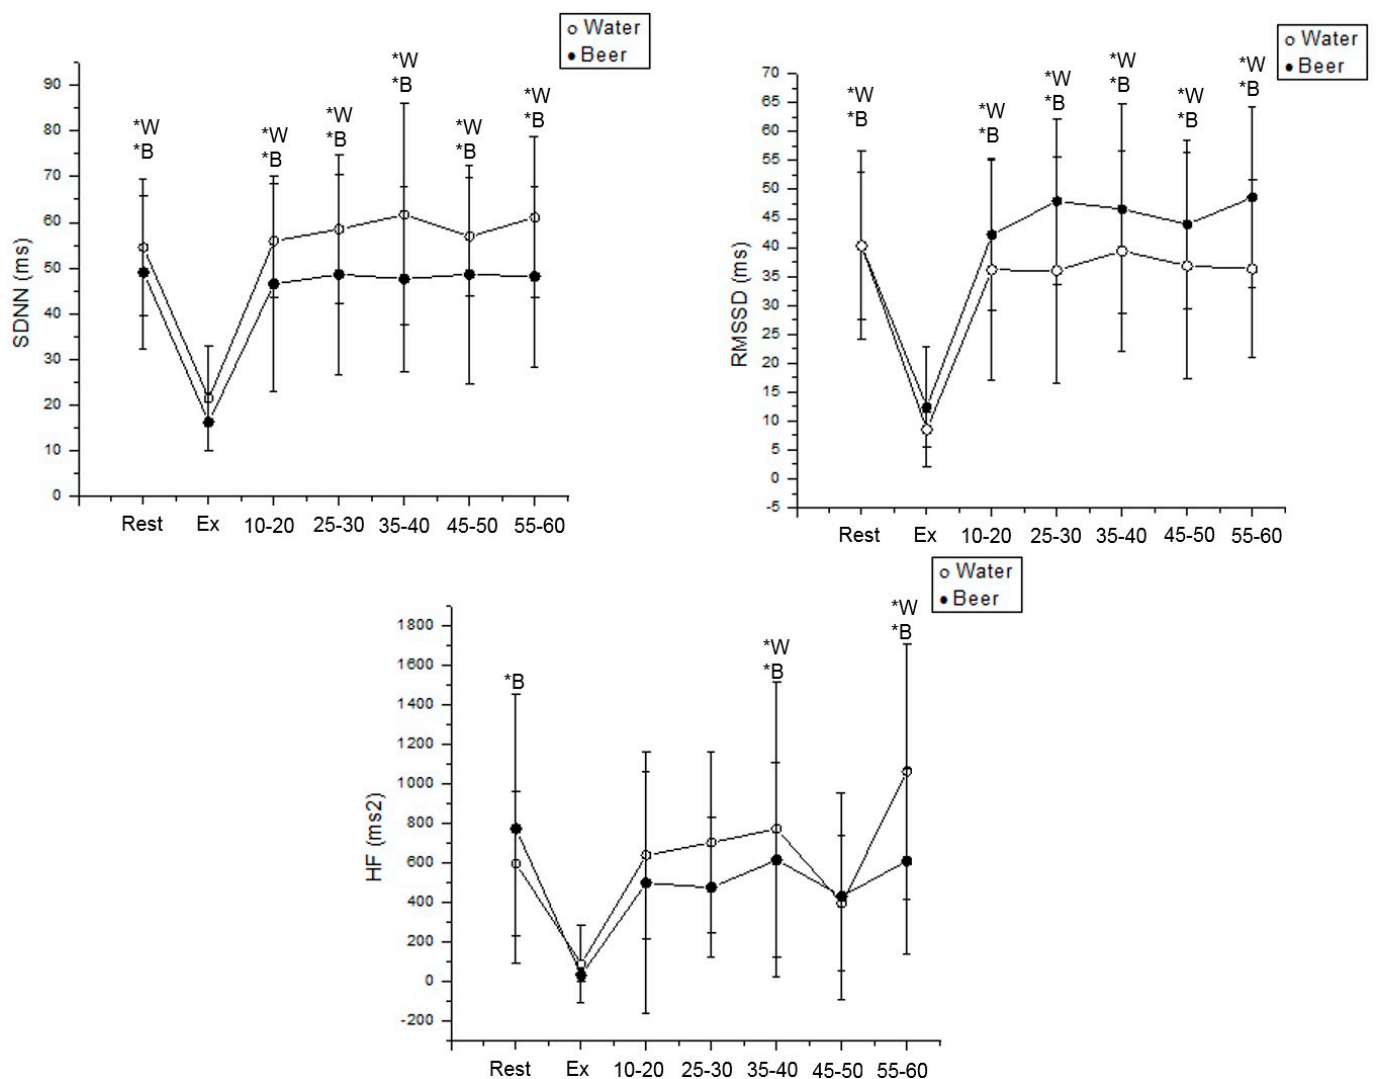 Water
Beer
SDNN (ms)
90
80
70
60
50
40
30
20
10
0
*W
*B
*W
*B
*W
*B
*W
*B
*W
*B
*W
*B
Rest Ex 10-20 25-30 35-40 45-50 55-60
Water
Beer
RMSSD (ms)
70
65
60
55
50
45
40
35
30
25
20
15
10
5
0
-5
*W
*B
*W
*B
*W
*B
*W
*B
*W
*B
*W
*B
Rest Ex 10-20 25-30 35-40 45-50 55-60
Water
Beer
HF (ms2)
1800
1600
1400
1200
1000
800
600
400
200
0
-200
*B
*W
*B
*W
*B
Rest Ex 10-20 25-30 35-40 45-50 55-60